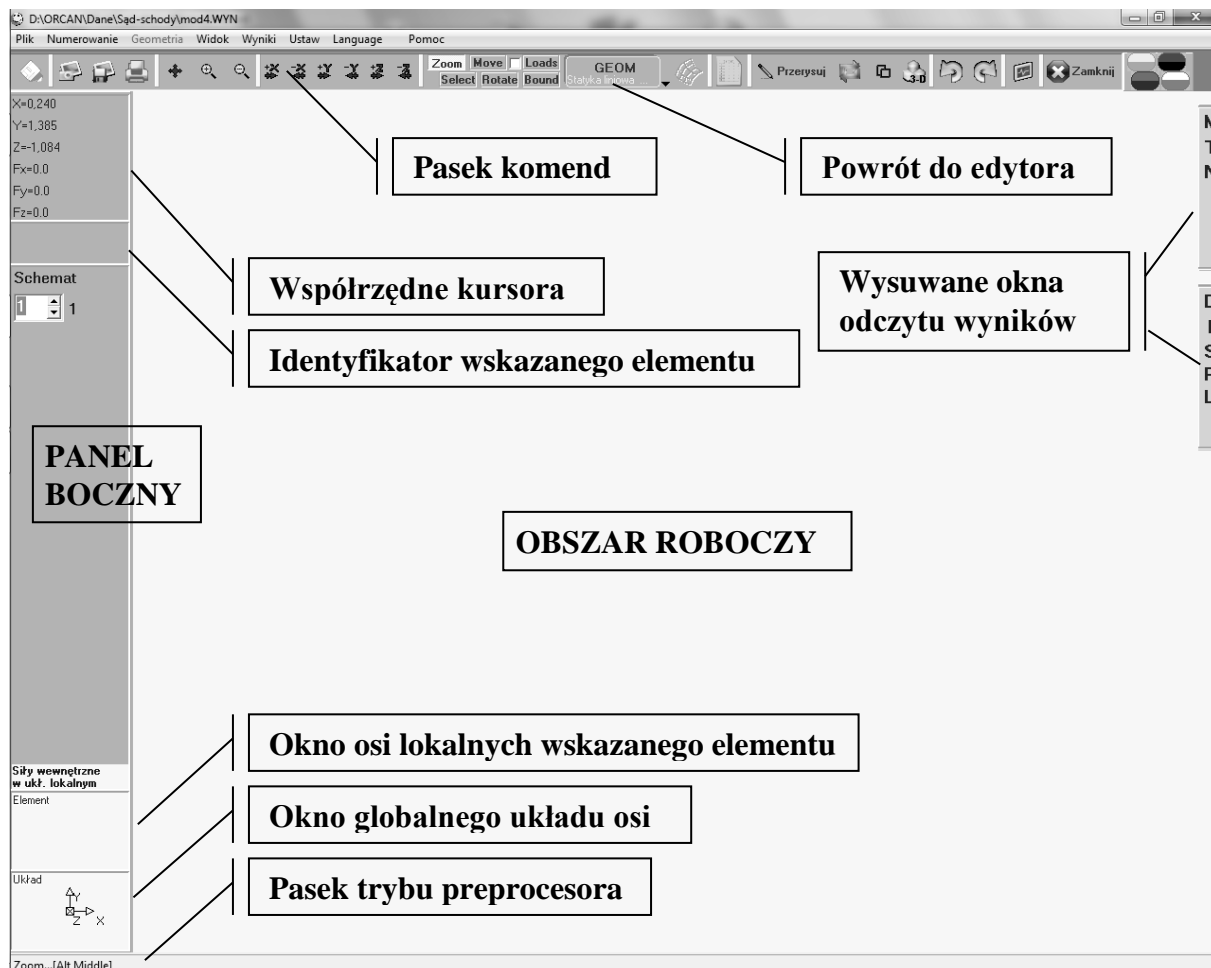 D:\ORCAN\Dane\Sąd-schody\mod4.WYN
Plik Numerowanie Geometria Widok Wyniki Ustaw Language Pomoc
+X -X +Y -Y +Z -Z
Zoom Move Loads
Select Rotate Bound
GEOM
Statyka liniowa ...
Przerysuj
3-D
Zamknij
X=0,240
Y=1,385
Z=-1,084
Fx=0.0
Fy=0.0
Fz=0.0
Pasek komend
Powrót do edytora
M
T
N
Współrzędne kursora
Wysuwane okna
odczytu wyników
Schemat
1 1
Identyfikator wskazanego elementu
D
I
S
P
L
PANEL
BOCZNY
OBSZAR ROBOCZY
Okno osi lokalnych wskazanego elementu
Siły wewnętrzne
w ukł. lokalnym
Element
Okno globalnego układu osi
Układ
Y
Z X
Pasek trybu preprocesora
Zoom...[Alt Middle]